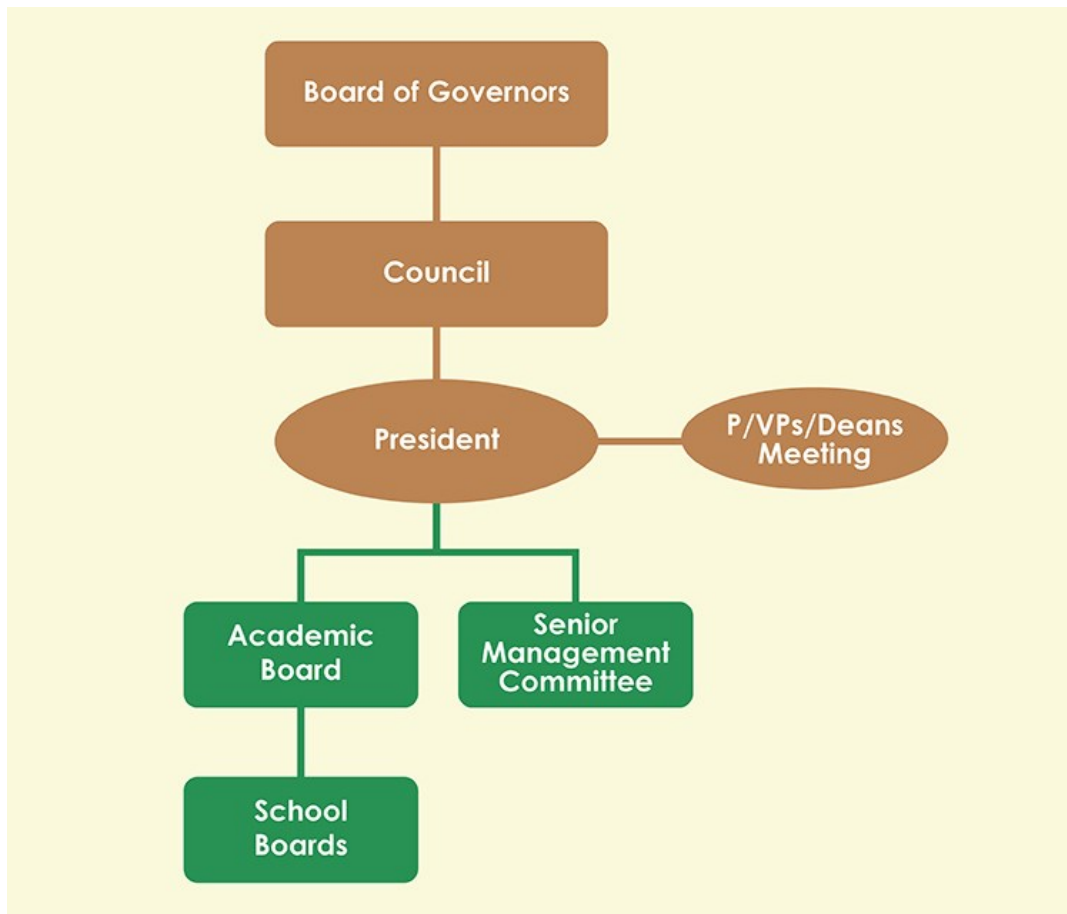 Board of Governors
Council
President
P/VPs/Deans
Meeting
Academic
Board
Senior
Management
Committee
School
Boards